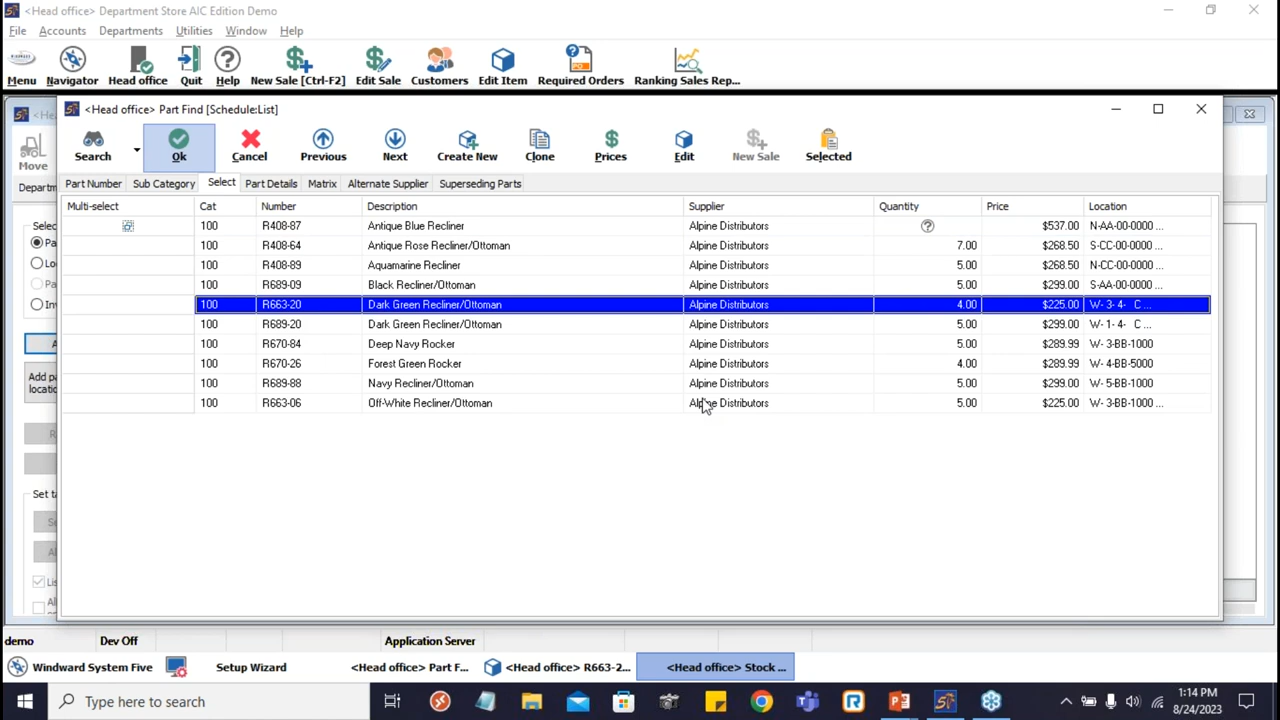 <Head office> Department Store AIC Edition Demo
File Accounts Departments Utilities Window Help
Menu Navigator Head office Quit Help New Sale [Ctrl-F2] Edit Sale Customers Edit Item Required Orders Ranking Sales Rep...
<Head office> Part Find [Schedule:List]
Move
Search Ok Cancel Previous Next Create New Clone Prices Edit New Sale Selected
Part Number Sub Category Select Part Details Matrix Alternate Supplier Superseding Parts
Multi-select Cat Number Description Supplier Quantity Price Location
100 R408-87 Antique Blue Recliner Alpine Distributors ? $537.00 N-AA-00-0000 ...
100 R408-64 Antique Rose Recliner/Ottoman Alpine Distributors 7.00 $268.50 S-CC-00-0000 ...
100 R408-89 Aquamarine Recliner Alpine Distributors 5.00 $268.50 N-CC-00-0000 ...
100 R689-09 Black Recliner/Ottoman Alpine Distributors 5.00 $299.00 S-AA-00-0000 ...
100 R663-20 Dark Green Recliner/Ottoman Alpine Distributors 4.00 $225.00 W- 3- 4- C ...
100 R689-20 Dark Green Recliner/Ottoman Alpine Distributors 5.00 $299.00 W- 1- 4- C ...
100 R670-84 Deep Navy Rocker Alpine Distributors 5.00 $289.99 W- 3-BB-1000
100 R670-26 Forest Green Rocker Alpine Distributors 4.00 $289.99 W- 4-BB-5000
100 R689-88 Navy Recliner/Ottoman Alpine Distributors 5.00 $299.00 W- 5-BB-1000
100 R663-06 Off-White Recliner/Ottoman Alpine Distributors 5.00 $225.00 W- 3-BB-1000 ...
Add pa
locatio
Set ta
demo Dev Off Application Server
Windward System Five Setup Wizard <Head office> Part F... <Head office> R663-2... <Head office> Stock ...
Type here to search
1:14 PM
8/24/2023